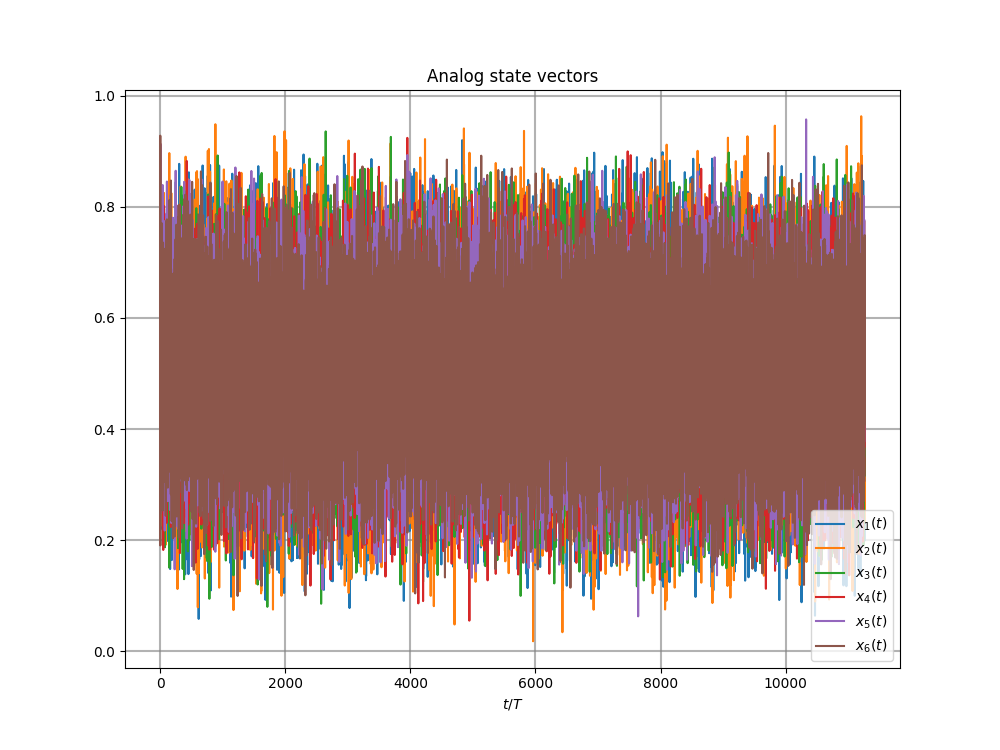 Analog state vectors
1.0
0.8
0.6
0.4
0.2
0.0
0 2000 4000 6000 8000 10000
t/T
x₁(t)
x₂(t)
x₃(t)
x₄(t)
x₅(t)
x₆(t)